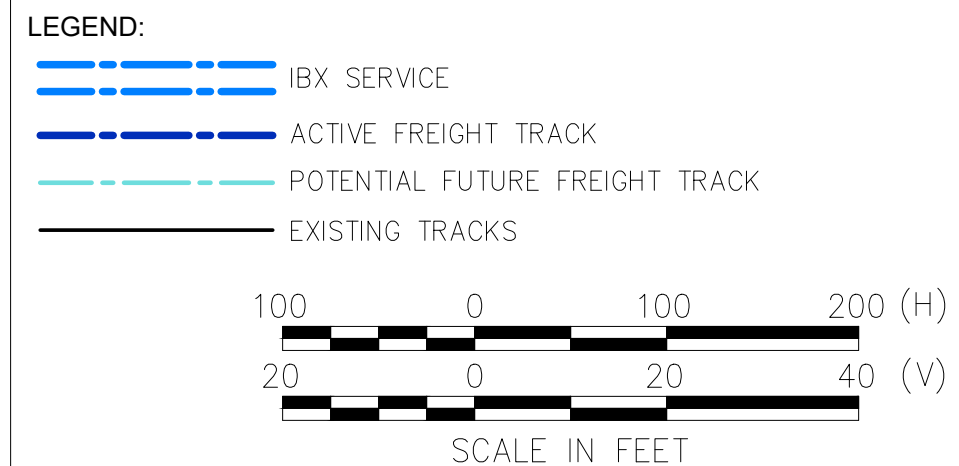 LEGEND:
IBX SERVICE
ACTIVE FREIGHT TRACK
POTENTIAL FUTURE FREIGHT TRACK
EXISTING TRACKS
100 0 100 200 (H)
20 0 20 40 (V)
SCALE IN FEET